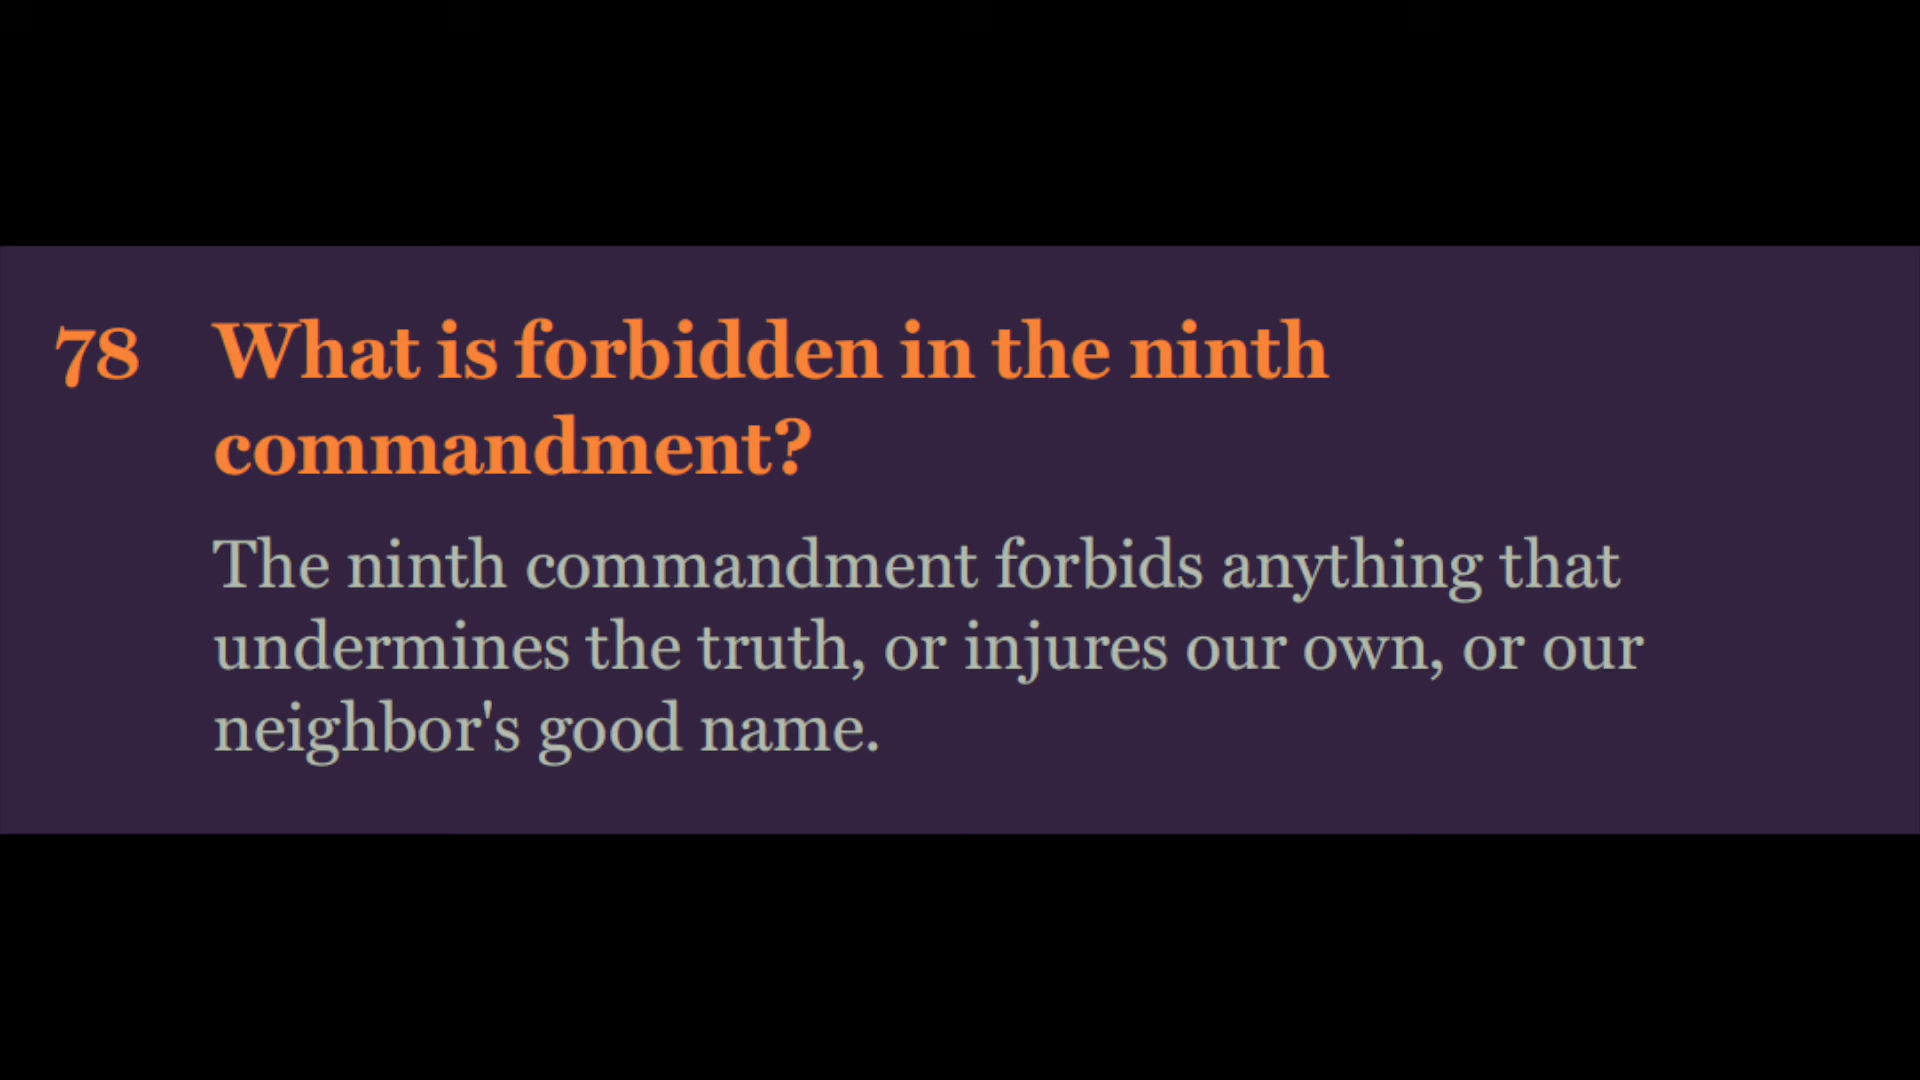 78 What is forbidden in the ninth
commandment?
The ninth commandment forbids anything that
undermines the truth, or injures our own, or our
neighbor's good name.